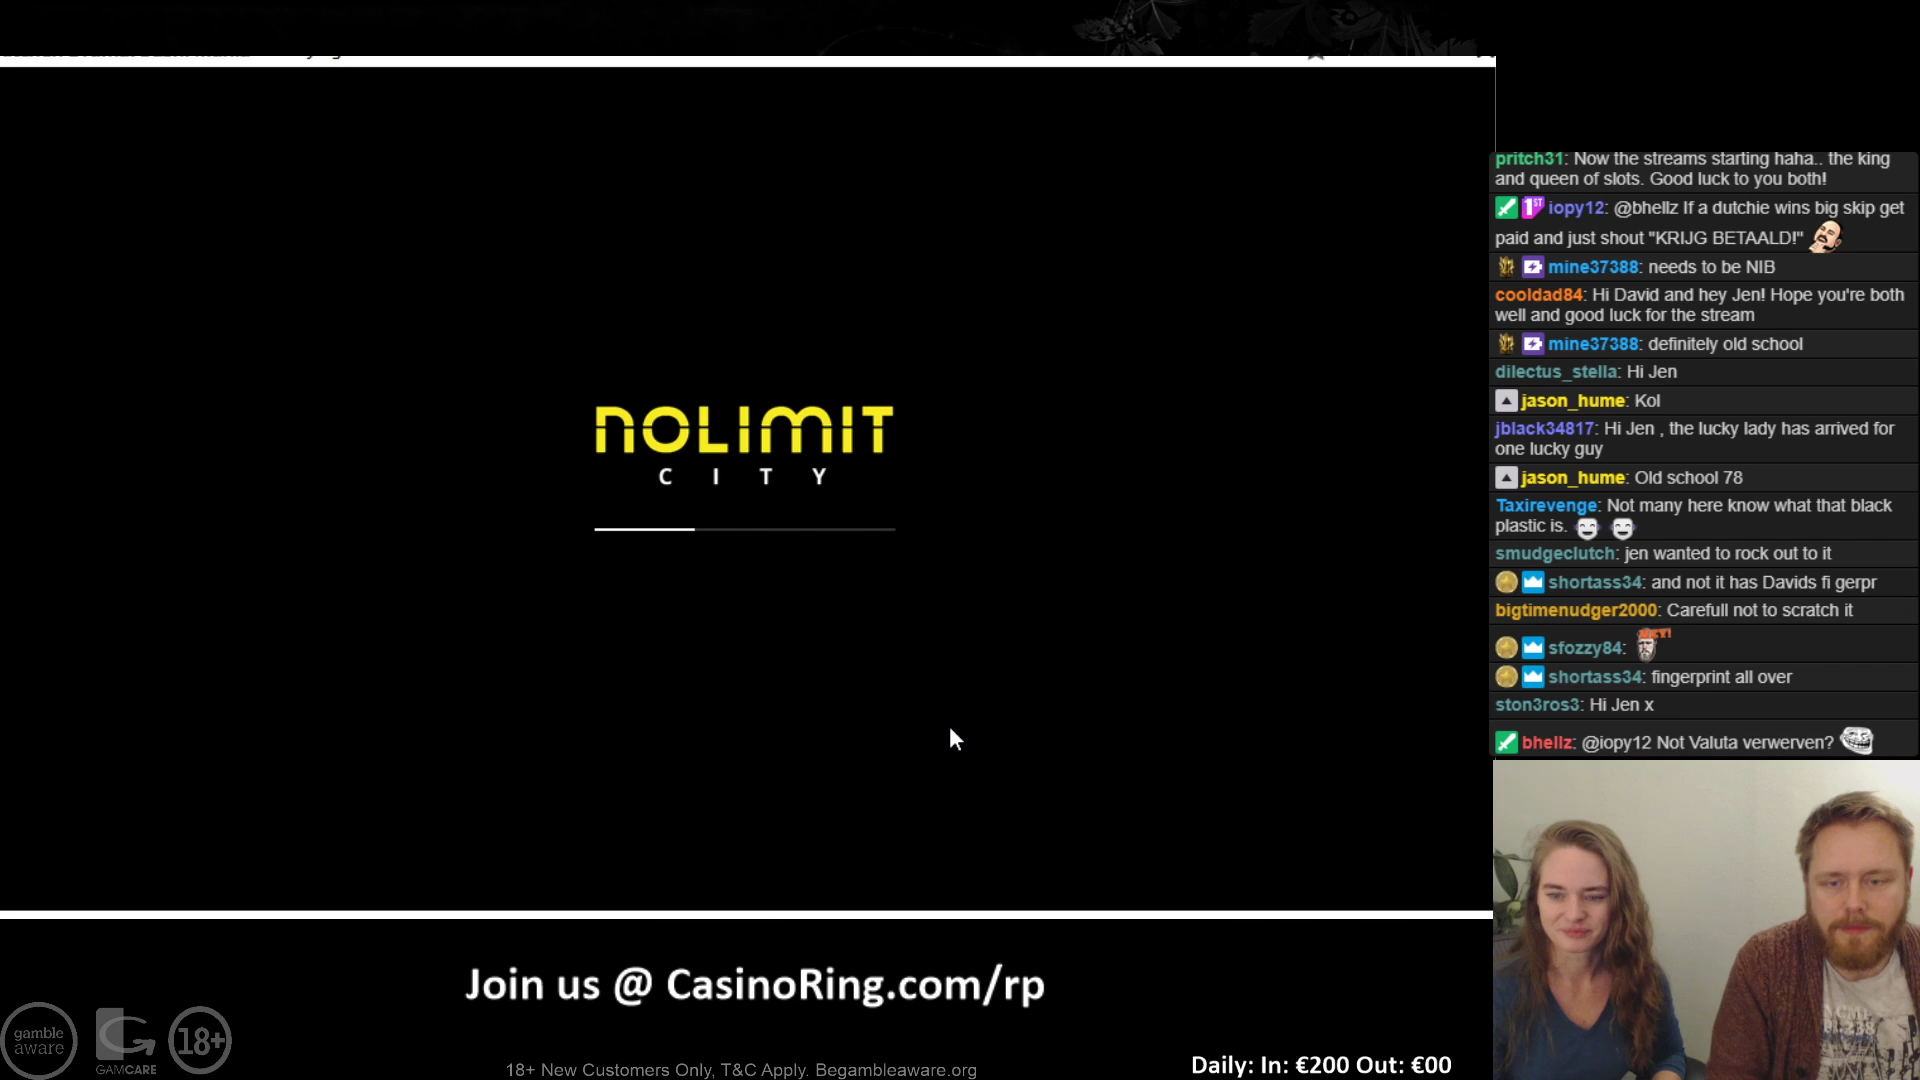 NOLIMIT
CITY
pritch31: Now the streams starting haha.. the king
and queen of slots. Good luck to you both!
iopy12: @bhellz If a dutchie wins big skip get
paid and just shout "KRIJG BETAALD!"
mine37388: needs to be NIB
cooldad84: Hi David and hey Jen! Hope you're both
well and good luck for the stream
mine37388: definitely old school
dilectus_stella: Hi Jen
jason_hume: Kol
jblack34817: Hi Jen , the lucky lady has arrived for
one lucky guy
jason_hume: Old school 78
Taxirevenge: Not many here know what that black
plastic is.
smudgeclutch: jen wanted to rock out to it
shortass34: and not it has Davids fi gerpr
bigtimenudger2000: Carefull not to scratch it
sfozzy84:
shortass34: fingerprint all over
ston3ros3: Hi Jen x
bhellz: @iopy12 Not Valuta verwerven?
Join us @ CasinoRing.com/rp
gamble
aware
GAMCARE
18+
18+ New Customers Only, T&C Apply. Begambleaware.org
Daily: In: €200 Out: €00